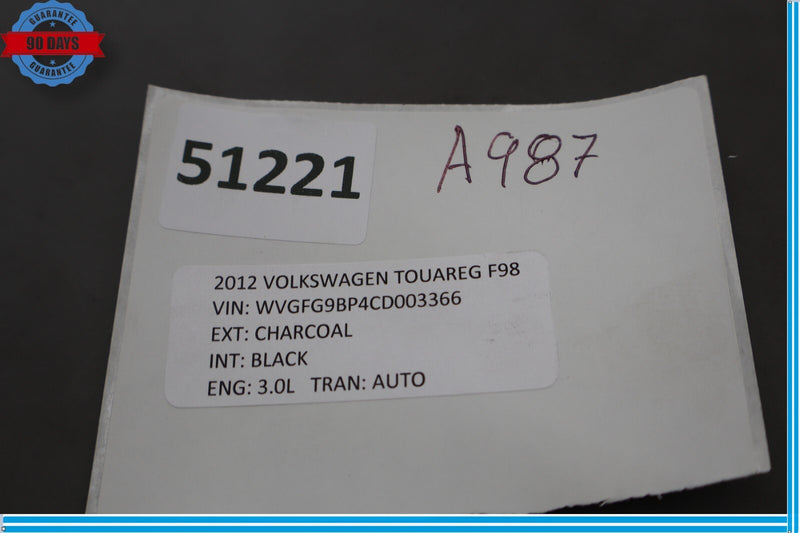 GUARANTEE
90 DAYS
GUARANTEE
51221
A987
2012 VOLKSWAGEN TOUAREG F98
VIN: WVGFG9BP4CD003366
EXT: CHARCOAL
INT: BLACK
ENG: 3.0L TRAN: AUTO